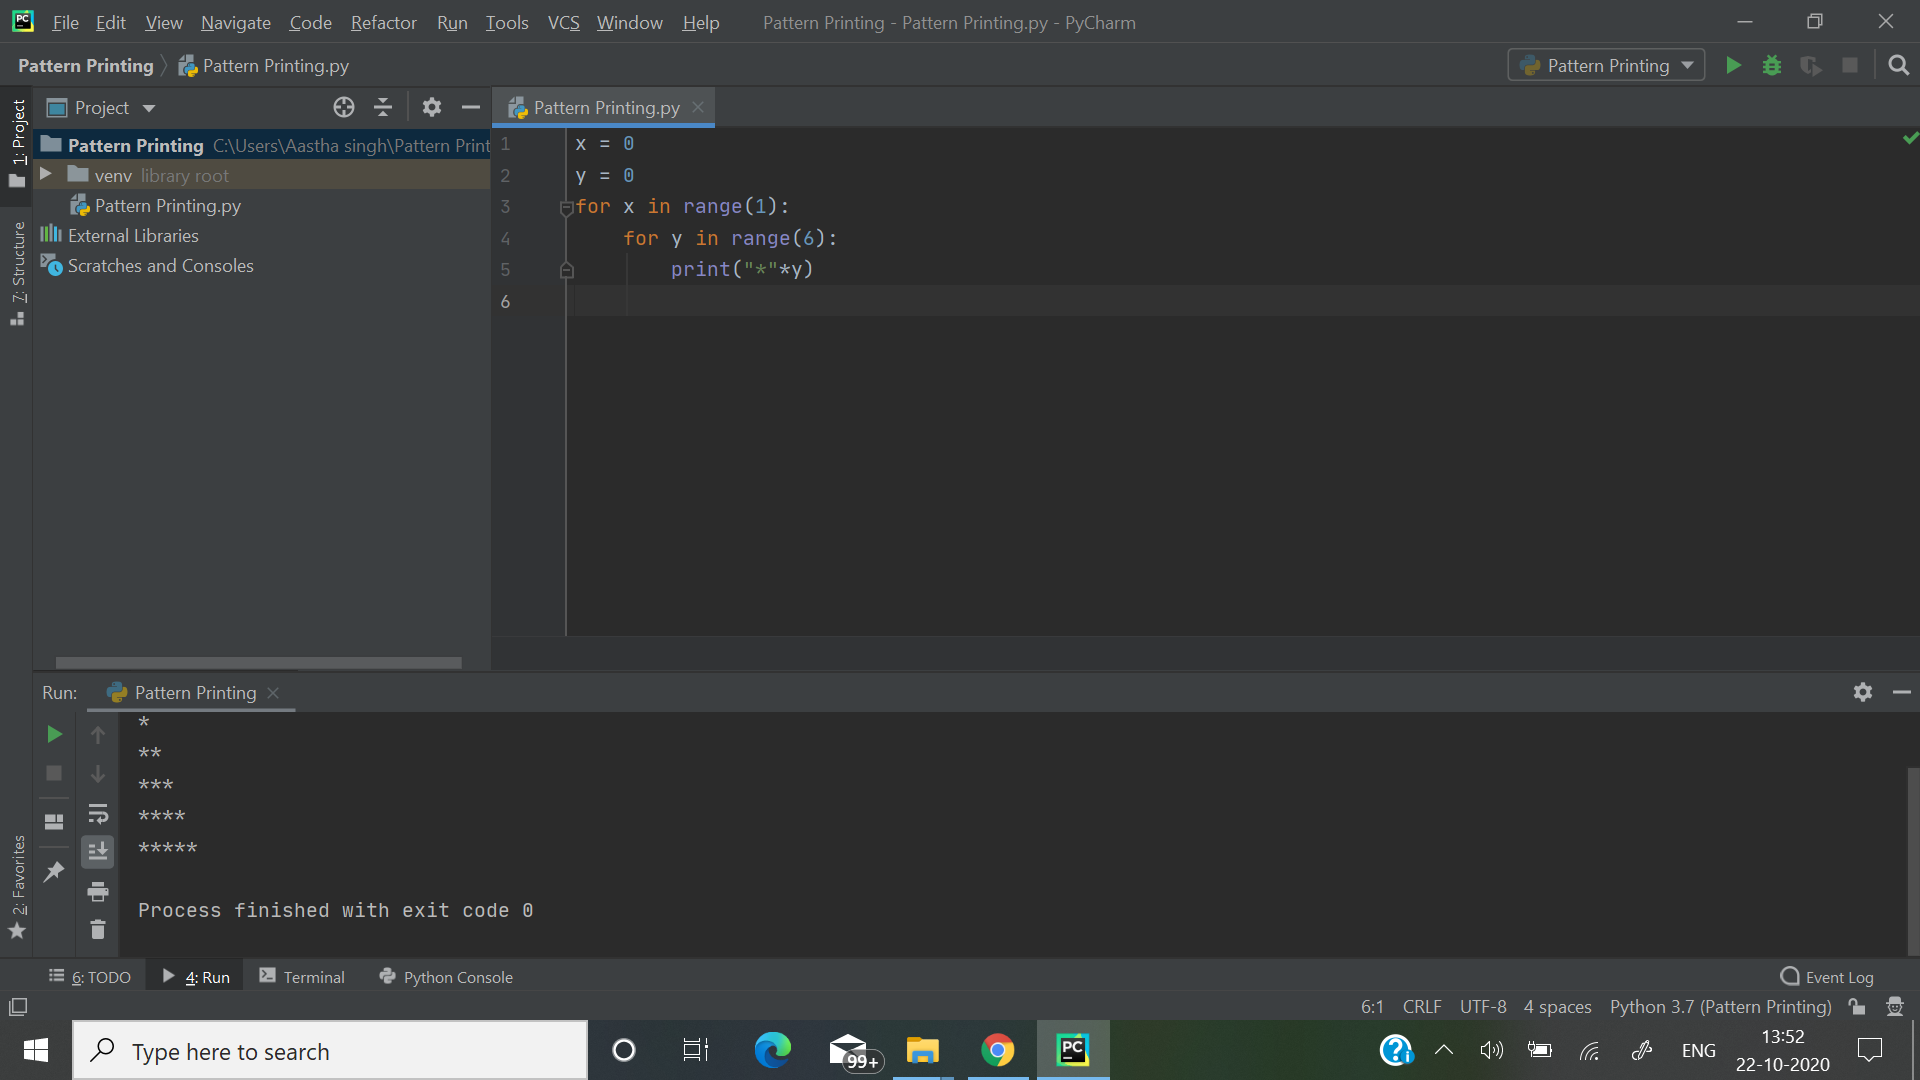 File Edit View Navigate Code Refactor Run Tools VCS Window Help Pattern Printing - Pattern Printing.py - PyCharm
Pattern Printing Pattern Printing.py Pattern Printing
1: Project
7: Structure
2: Favorites
Project
Pattern Printing C:\Users\Aastha singh\Pattern Print
venv library root
Pattern Printing.py
External Libraries
Scratches and Consoles
Pattern Printing.py
1 x = 0
2 y = 0
3 for x in range(1):
4 for y in range(6):
5 print("*"*y)
6
Run: Pattern Printing
*
**
***
****
*****
Process finished with exit code 0
6: TODO 4: Run Terminal Python Console Event Log
6:1 CRLF UTF-8 4 spaces Python 3.7 (Pattern Printing)
Type here to search 99+ PC ENG 13:52
22-10-2020